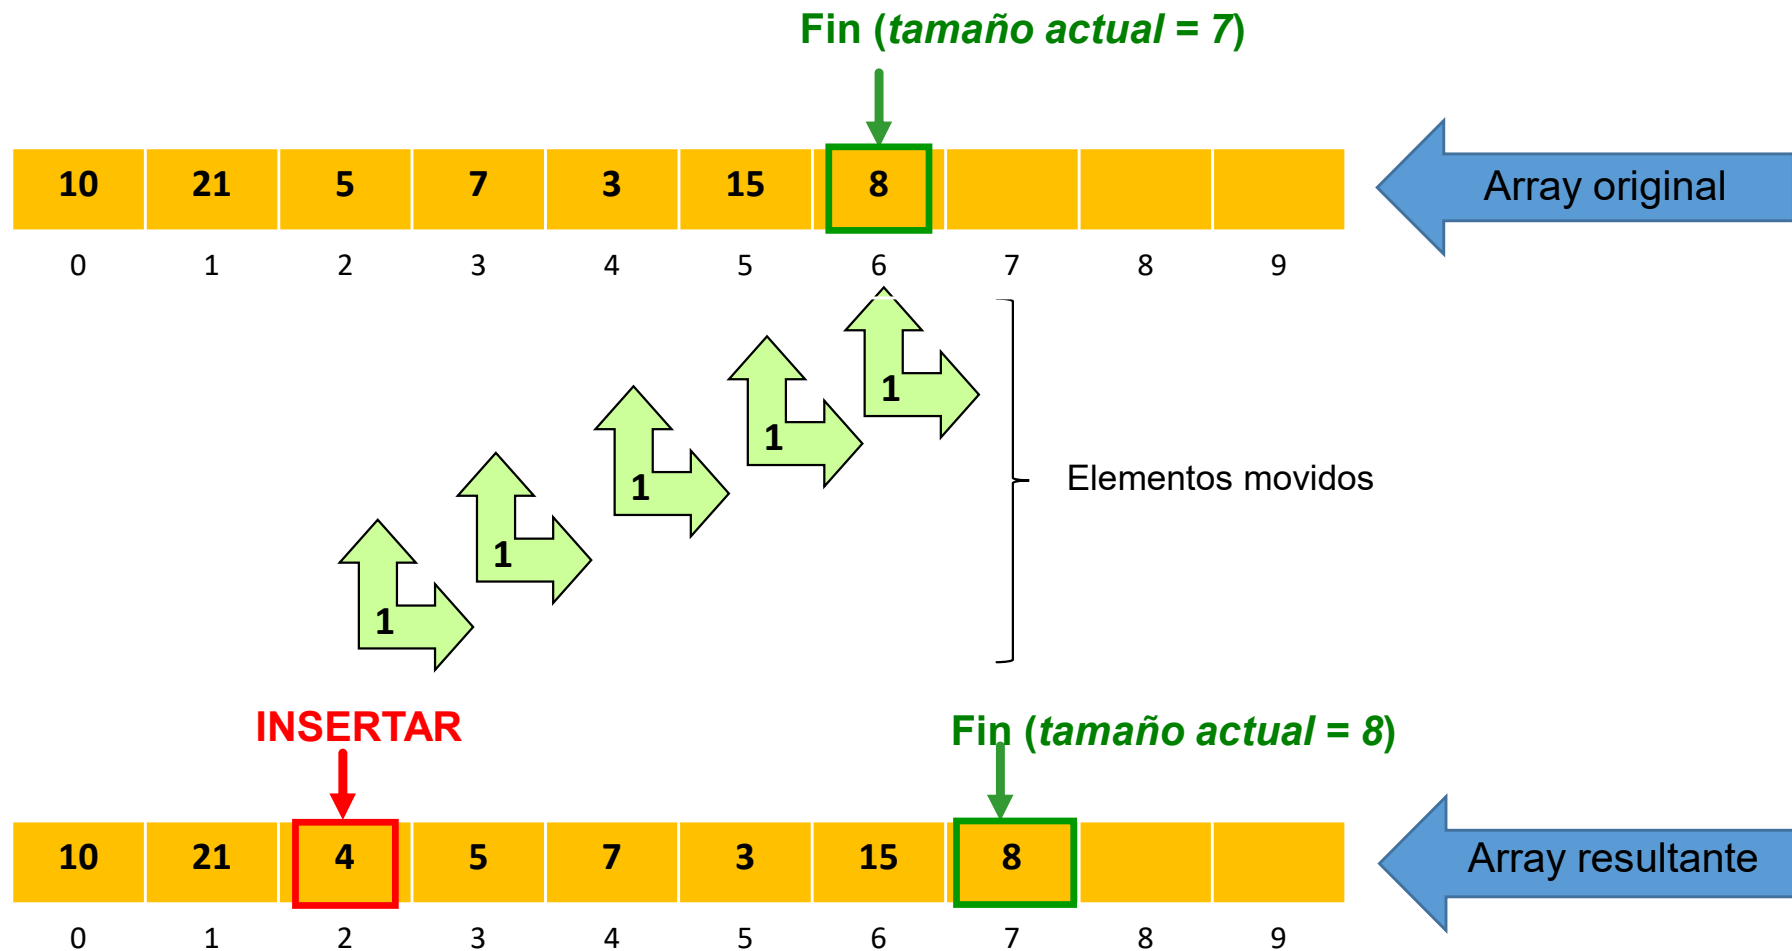 Fin (tamaño actual = 7)
10 21 5 7 3 15 8
Array original
0 1 2 3 4 5 6 7 8 9
1
1
1
1
1
Elementos movidos
INSERTAR
Fin (tamaño actual = 8)
10 21 4 5 7 3 15 8
Array resultante
0 1 2 3 4 5 6 7 8 9